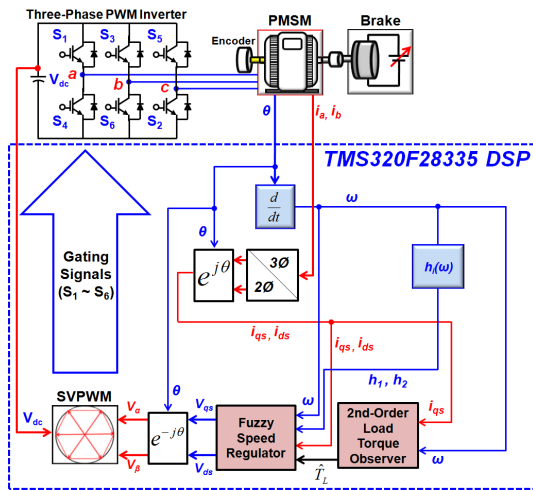 Three-Phase PWM Inverter
PMSM
Brake
Encoder
S1
S3
S5
Vdc
a
b
c
S4
S6
S2
θ
ia, ib
TMS320F28335 DSP
d/dt
ω
θ
e^{jθ}
3Ø
2Ø
hi(ω)
Gating
Signals
(S1 ~ S6)
iqs, ids
iqs, ids
h1, h2
iqs
SVPWM
Vdc
Vα
Vβ
θ
e^{-jθ}
Vqs
Vds
ω
Fuzzy
Speed
Regulator
T̂L
2nd-Order
Load
Torque
Observer
ω